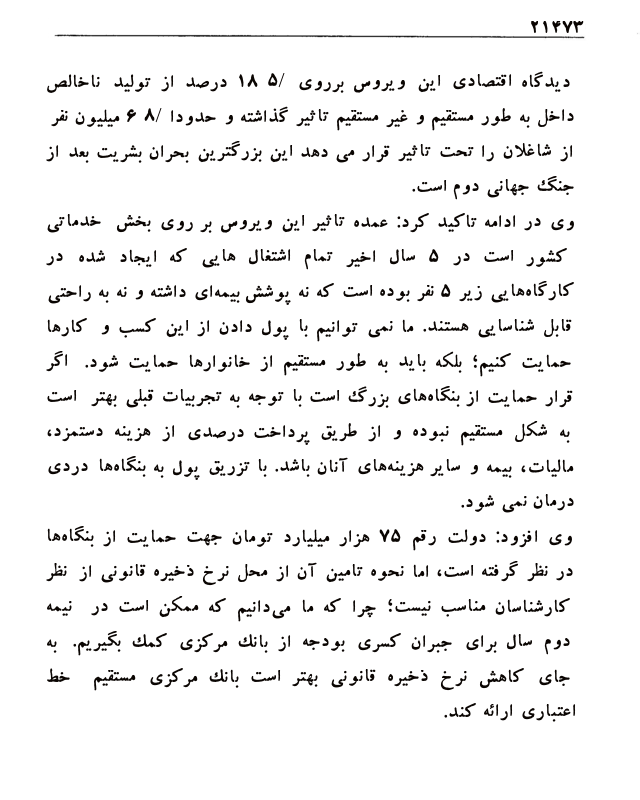 ۲۱۴۷۳
دیدگاه اقتصادی این ویروس برروی /۵ ۱۸ درصد از تولید ناخالص
داخل به طور مستقیم و غیر مستقیم تاثیر گذاشته و حدودا /۸ ۶ میلیون نفر
از شاغلان را تحت تاثیر قرار می دهد این بزرگترین بحران بشریت بعد از
جنگ جهانی دوم است.
وی در ادامه تاکید کرد: عمده تاثیر این ویروس بر روی بخش خدماتی
کشور است در ۵ سال اخیر تمام اشتغال هایی که ایجاد شده در
کارگاه‌هایی زیر ۵ نفر بوده است که نه پوشش بیمه‌ای داشته و نه به راحتی
قابل شناسایی هستند. ما نمی توانیم با پول دادن از این کسب و کارها
حمایت کنیم؛ بلکه باید به طور مستقیم از خانوارها حمایت شود. اگر
قرار حمایت از بنگاه‌های بزرگ است با توجه به تجربیات قبلی بهتر است
به شکل مستقیم نبوده و از طریق پرداخت درصدی از هزینه دستمزد،
مالیات، بیمه و سایر هزینه‌های آنان باشد. با تزریق پول به بنگاه‌ها دردی
درمان نمی شود.
وی افزود: دولت رقم ۷۵ هزار میلیارد تومان جهت حمایت از بنگاه‌ها
در نظر گرفته است، اما نحوه تامین آن از محل نرخ ذخیره قانونی از نظر
کارشناسان مناسب نیست؛ چرا که ما می‌دانیم که ممکن است در نیمه
دوم سال برای جبران کسری بودجه از بانک مرکزی کمک بگیریم. به
جای کاهش نرخ ذخیره قانونی بهتر است بانک مرکزی مستقیم خط
اعتباری ارائه کند.